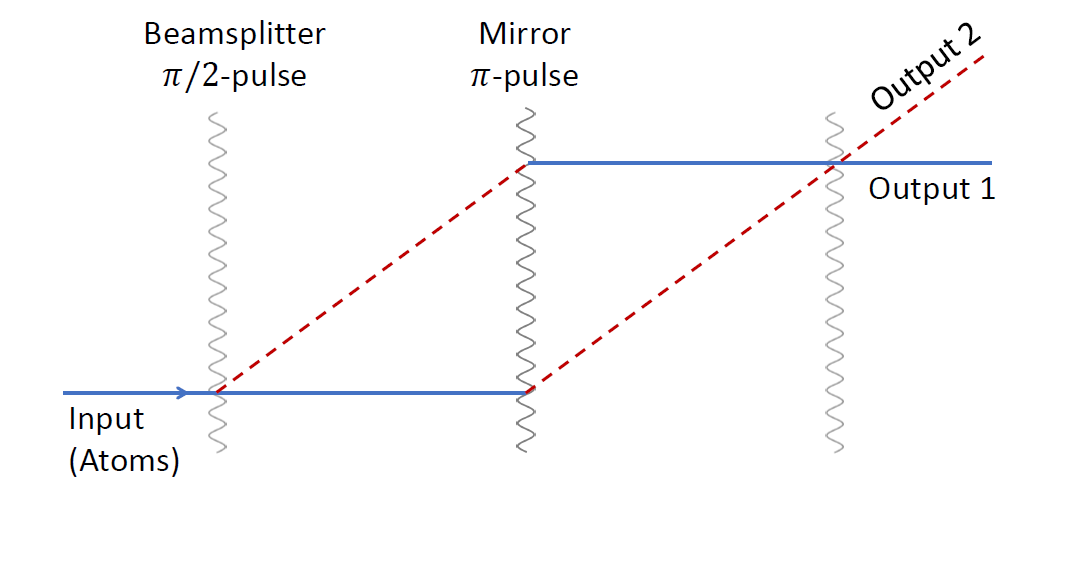 Beamsplitter
π/2-pulse
Mirror
π-pulse
Output 2
Output 1
Input
(Atoms)